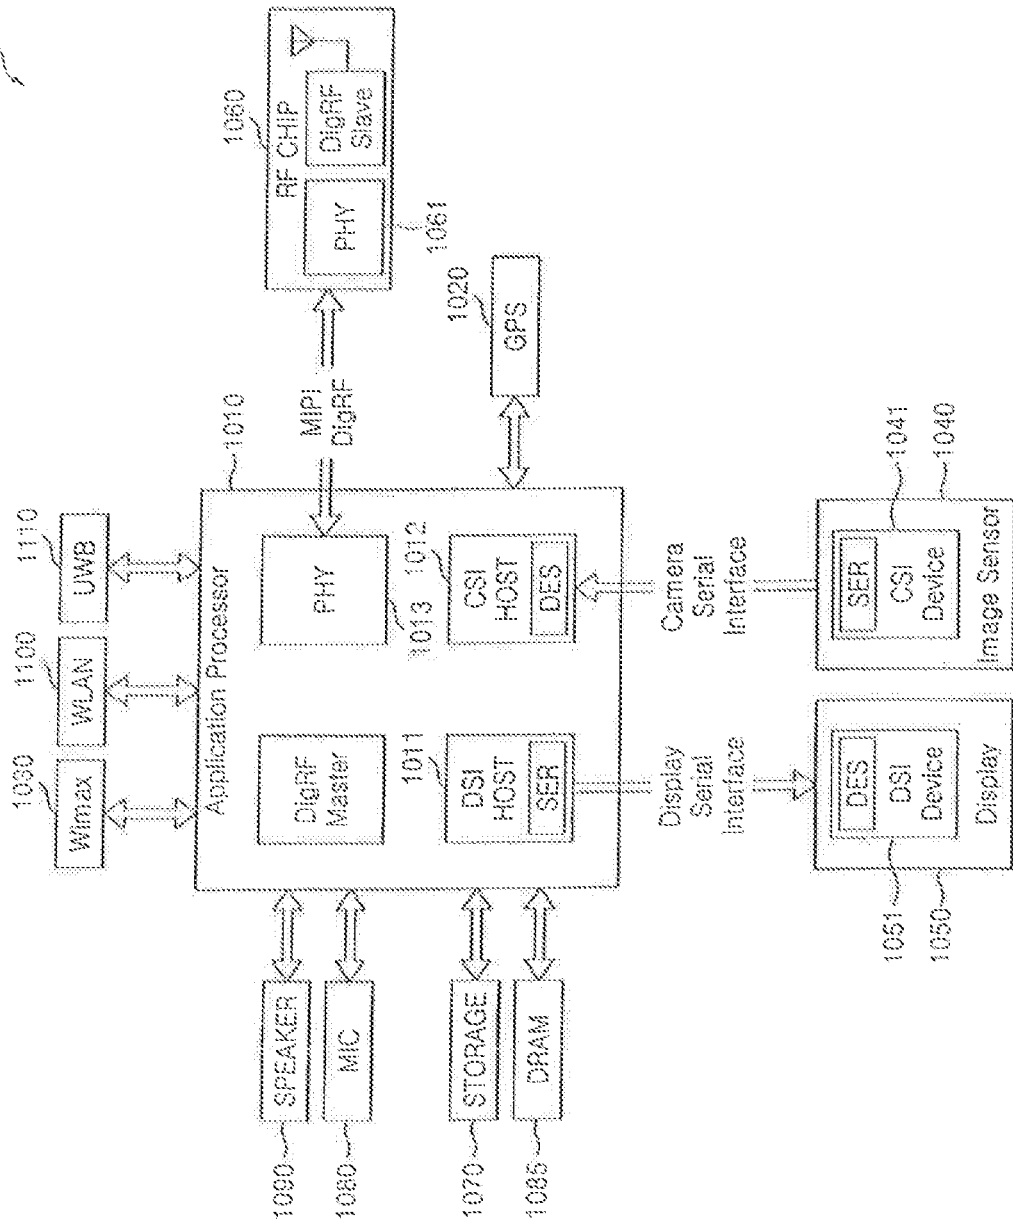 1030
1100
1110
Wimax
WLAN
UWB
Application Processor
1010
1060
RF CHIP
1090
SPEAKER
DigRF
Master
PHY
MIPI
DigRF
PHY
DigRF
Slave
1080
MIC
1013
1061
1011
1012
1070
STORAGE
DSI
HOST
SER
CSI
HOST
DES
1020
GPS
1085
DRAM
Display
Serial
Interface
Camera
Serial
Interface
1051
DES
DSI
Device
SER
CSI
Device
1041
1050
Display
Image Sensor
1040